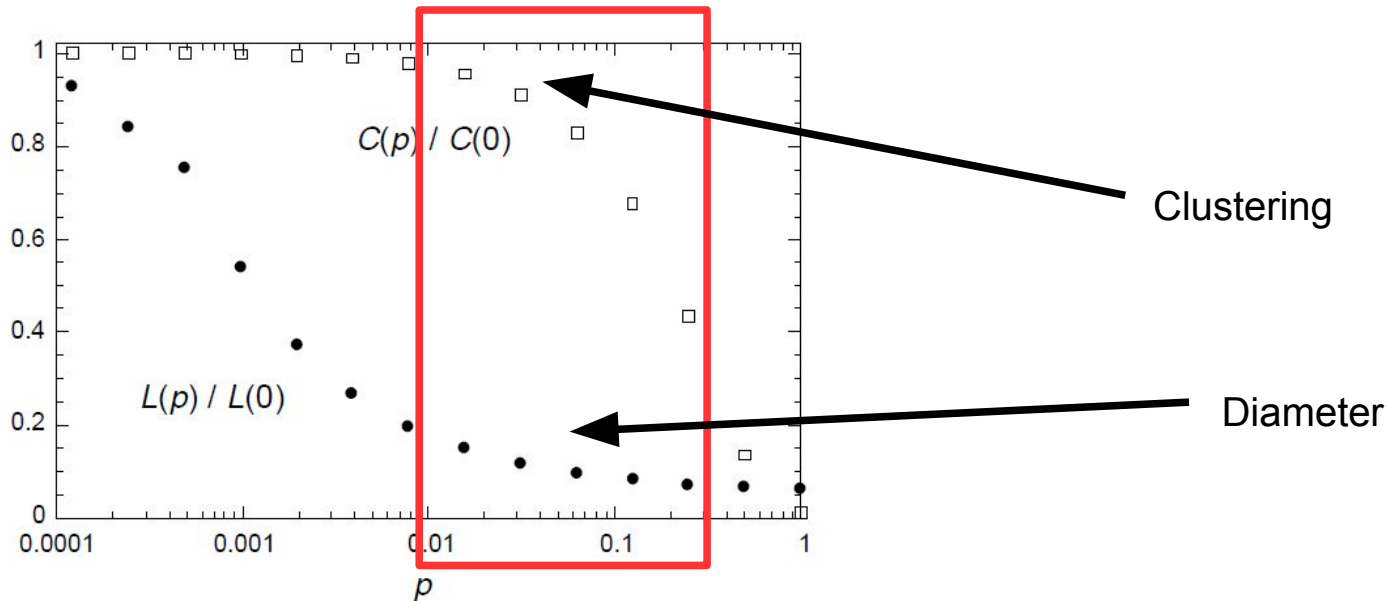 1
0.8
0.6
0.4
0.2
0
C(p) / C(0)
L(p) / L(0)
Clustering
Diameter
0.0001
0.001
0.01
0.1
1
p